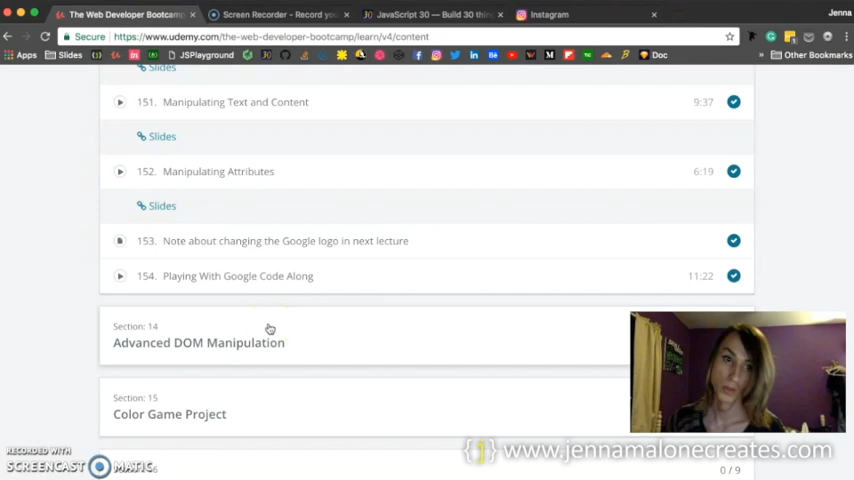 The Web Developer Bootcamp
Screen Recorder - Record you
JavaScript 30 — Build 30 thin
Instagram
Jenna
Secure
https://www.udemy.com/the-web-developer-bootcamp/learn/v4/content
Apps
Slides
JSPlayground
Doc
» Other Bookmarks
Slides
151. Manipulating Text and Content
9:37
Slides
152. Manipulating Attributes
6:19
Slides
153. Note about changing the Google logo in next lecture
154. Playing With Google Code Along
11:22
Section: 14
Advanced DOM Manipulation
Section: 15
Color Game Project
RECORDED WITH
SCREENCAST MATIC
{ } www.jennamalonecreates.com
0 / 9